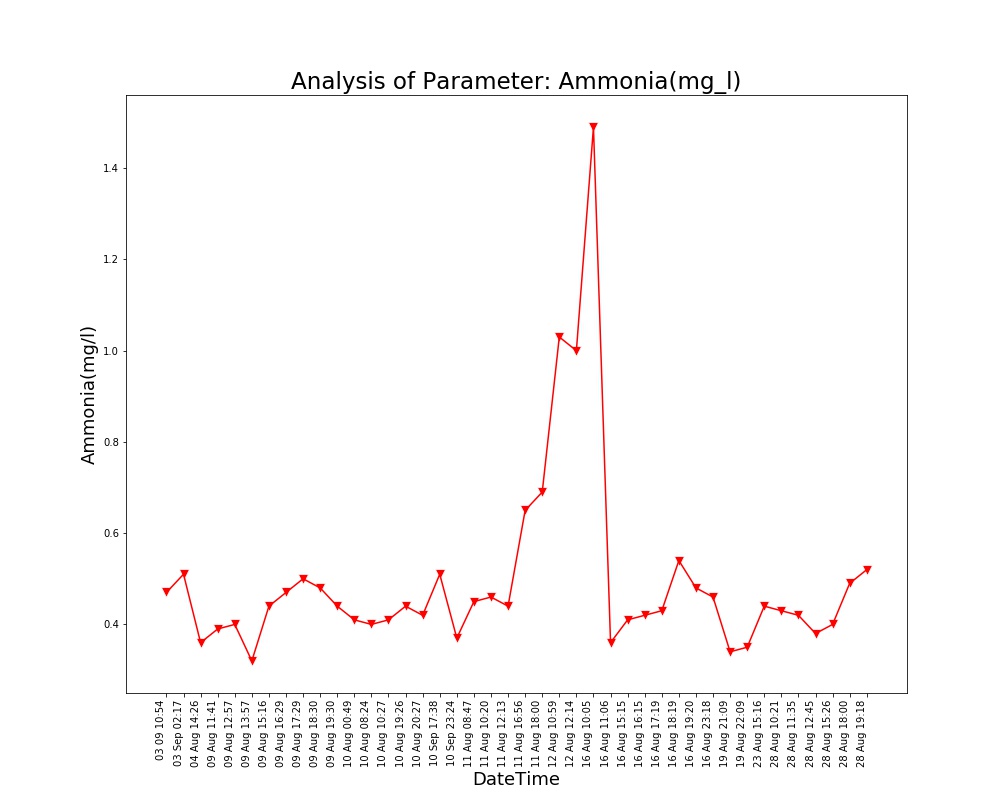 Analysis of Parameter: Ammonia(mg_l)
Ammonia(mg/l)
1.4
1.2
1.0
0.8
0.6
0.4
03 09 10:54
03 Sep 02:17
04 Aug 14:26
09 Aug 11:41
09 Aug 12:57
09 Aug 13:57
09 Aug 15:16
09 Aug 16:29
09 Aug 17:29
09 Aug 18:30
09 Aug 19:30
10 Aug 00:49
10 Aug 08:24
10 Aug 10:27
10 Aug 19:26
10 Aug 20:27
10 Sep 17:38
10 Sep 23:24
11 Aug 08:47
11 Aug 10:20
11 Aug 12:13
11 Aug 16:56
11 Aug 18:00
12 Aug 10:59
12 Aug 12:14
16 Aug 10:05
16 Aug 11:06
16 Aug 15:15
16 Aug 16:15
16 Aug 17:19
16 Aug 18:19
16 Aug 19:20
16 Aug 23:18
19 Aug 21:09
19 Aug 22:09
23 Aug 15:16
28 Aug 10:21
28 Aug 11:35
28 Aug 12:45
28 Aug 15:26
28 Aug 18:00
28 Aug 19:18
DateTime